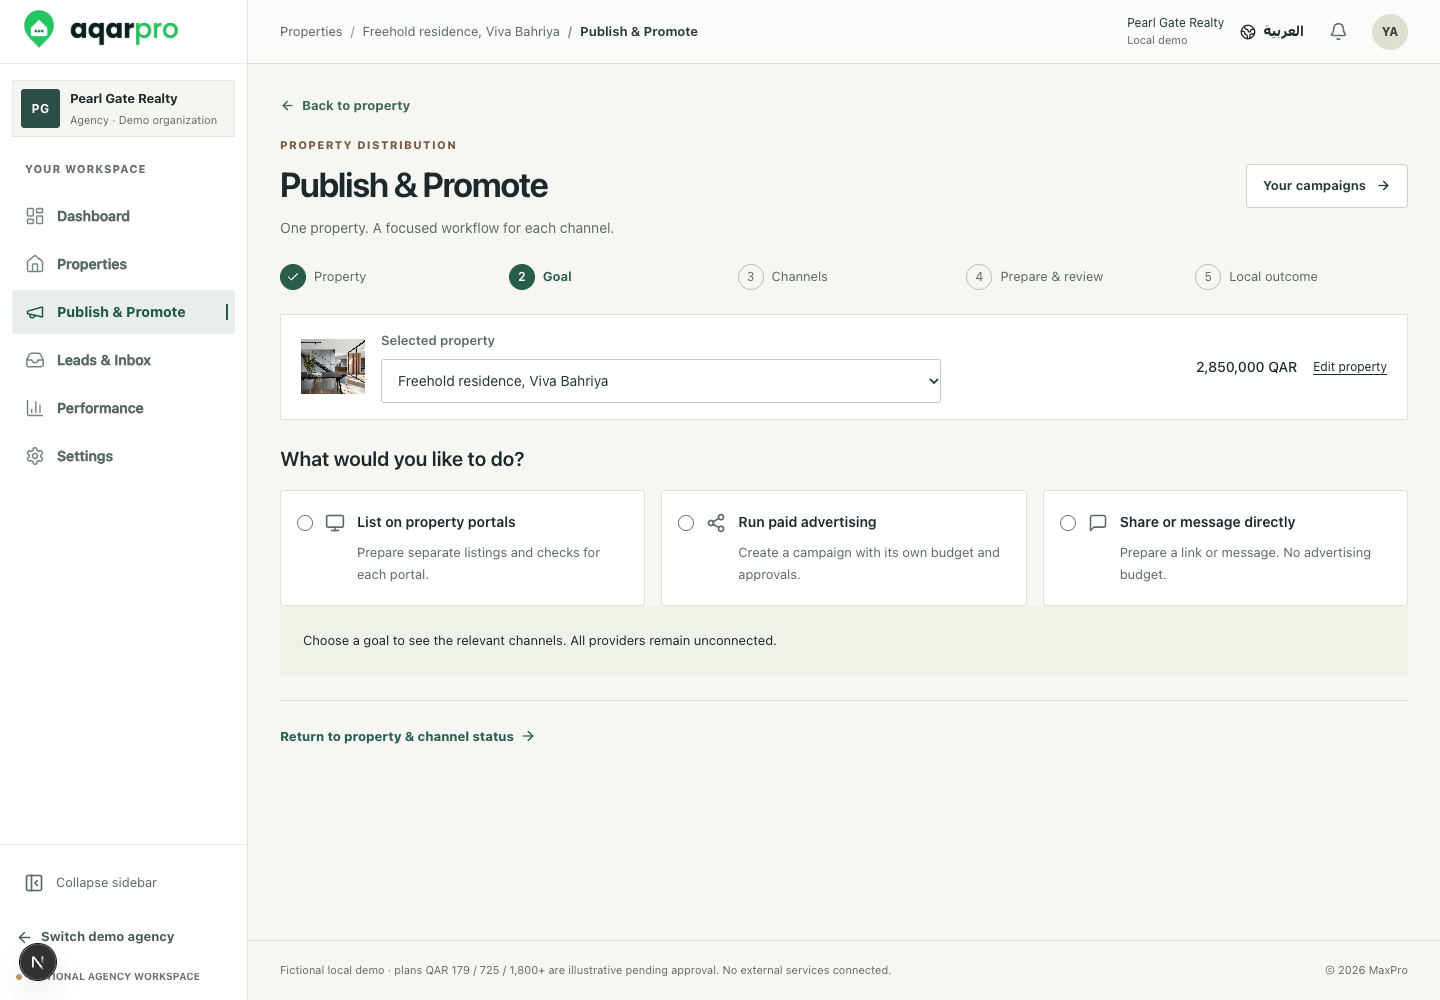 aqarpro
Properties / Freehold residence, Viva Bahriya / Publish & Promote
Pearl Gate Realty
Local demo
العربية
YA
PG
Pearl Gate Realty
Agency · Demo organization
YOUR WORKSPACE
Dashboard
Properties
Publish & Promote
Leads & Inbox
Performance
Settings
Collapse sidebar
Switch demo agency
N
AGENCY WORKSPACE
Back to property
PROPERTY DISTRIBUTION
Publish & Promote
Your campaigns
One property. A focused workflow for each channel.
Property
2 Goal
3 Channels
4 Prepare & review
5 Local outcome
Selected property
Freehold residence, Viva Bahriya
2,850,000 QAR
Edit property
What would you like to do?
List on property portals
Prepare separate listings and checks for
each portal.
Run paid advertising
Create a campaign with its own budget and
approvals.
Share or message directly
Prepare a link or message. No advertising
budget.
Choose a goal to see the relevant channels. All providers remain unconnected.
Return to property & channel status
Fictional local demo · plans QAR 179 / 725 / 1,800+ are illustrative pending approval. No external services connected.
© 2026 MaxPro